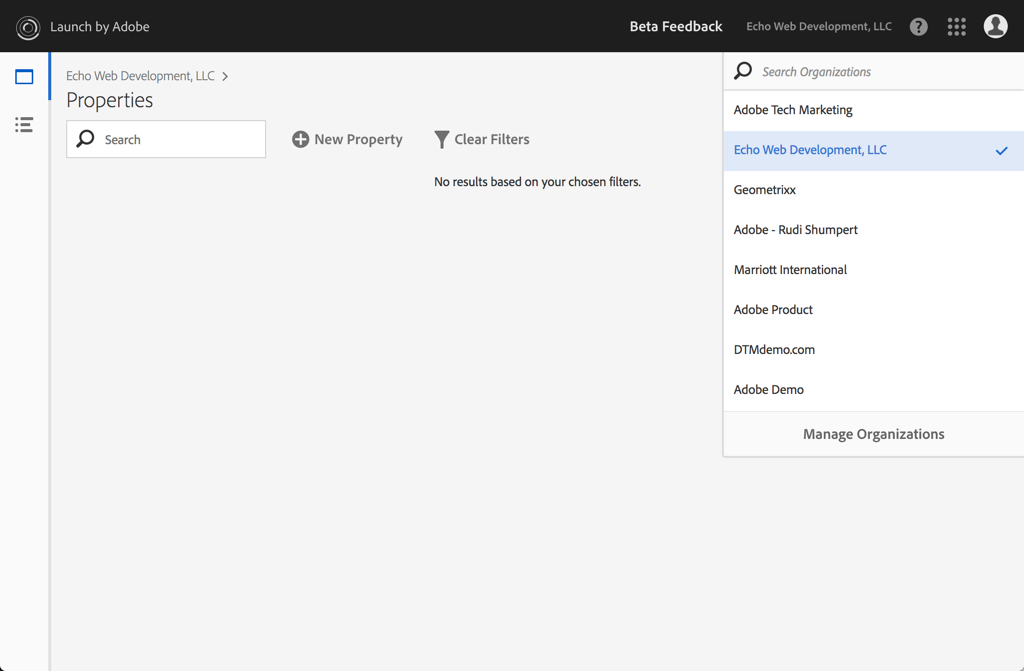 Launch by Adobe
Beta Feedback
Echo Web Development, LLC
?
Echo Web Development, LLC >
Properties
Search
New Property
Clear Filters
No results based on your chosen filters.
Search Organizations
Adobe Tech Marketing
Echo Web Development, LLC
Geometrixx
Adobe - Rudi Shumpert
Marriott International
Adobe Product
DTMdemo.com
Adobe Demo
Manage Organizations